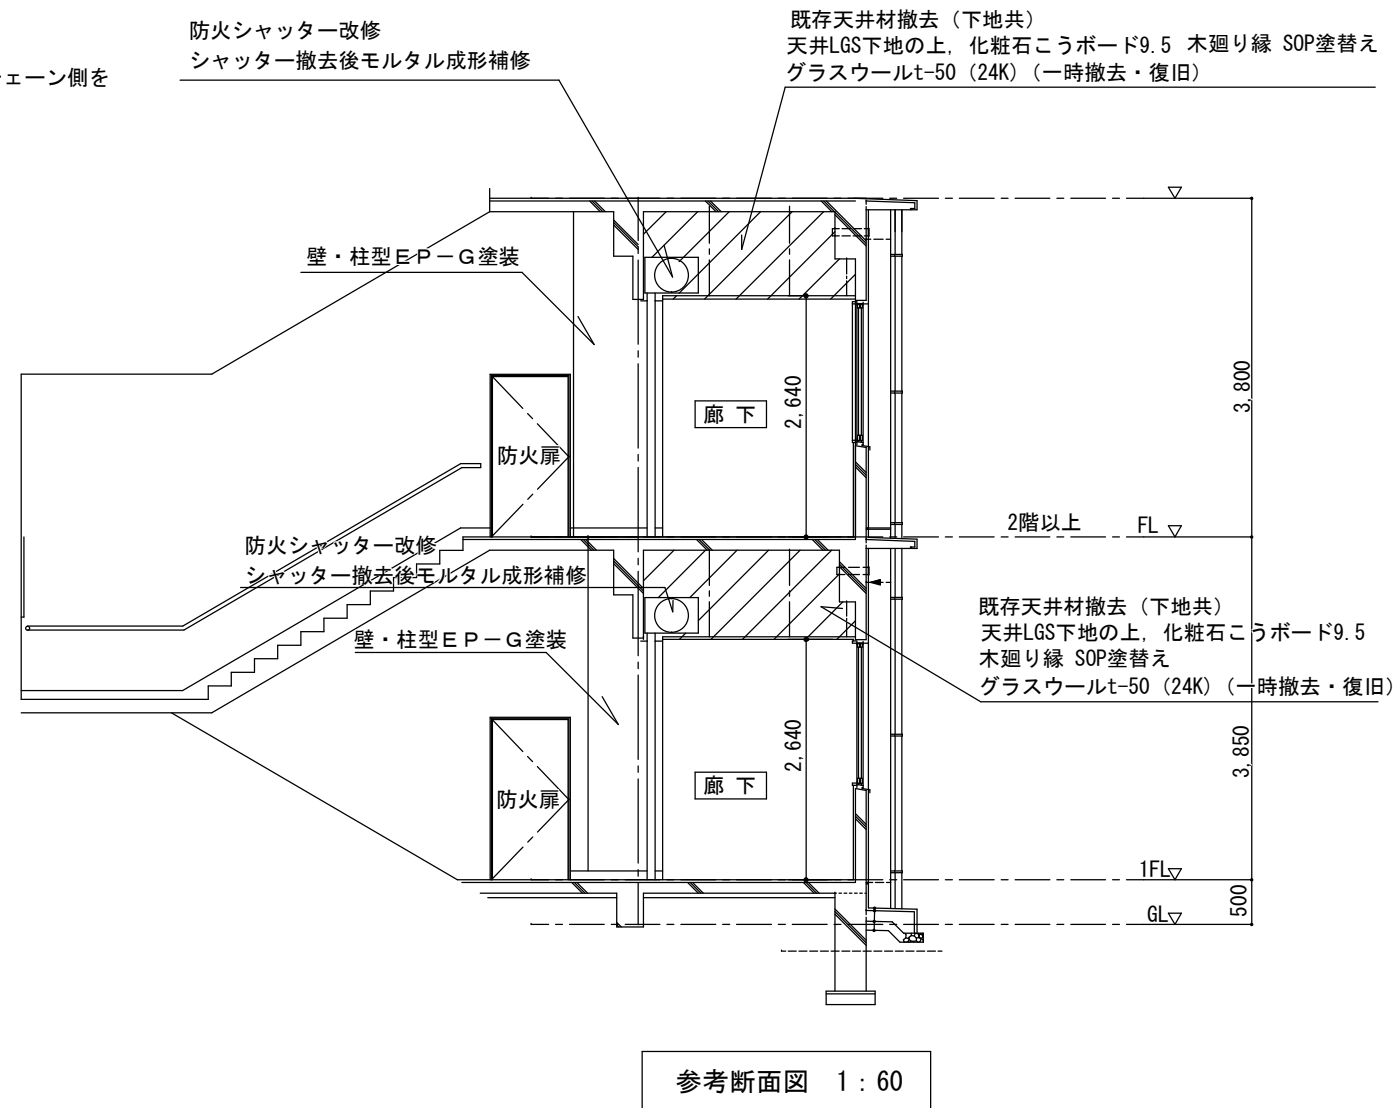 防火シャッター改修
シャッター撤去後モルタル成形補修
ェーン側を
既存天井材撤去（下地共）
天井LGS下地の上, 化粧石こうボード9.5 木廻り縁 SOP塗替え
グラスウールt-50（24K）（一時撤去・復旧）
壁・柱型ＥＰ－Ｇ塗装
3,800
2,640
廊 下
防火扉
2階以上
FL
防火シャッター改修
シャッター撤去後モルタル成形補修
既存天井材撤去（下地共）
天井LGS下地の上, 化粧石こうボード9.5
木廻り縁 SOP塗替え
グラスウールt-50（24K）（一時撤去・復旧）
壁・柱型ＥＰ－Ｇ塗装
2,640
3,850
廊 下
防火扉
1FL
500
GL
参考断面図 1：60